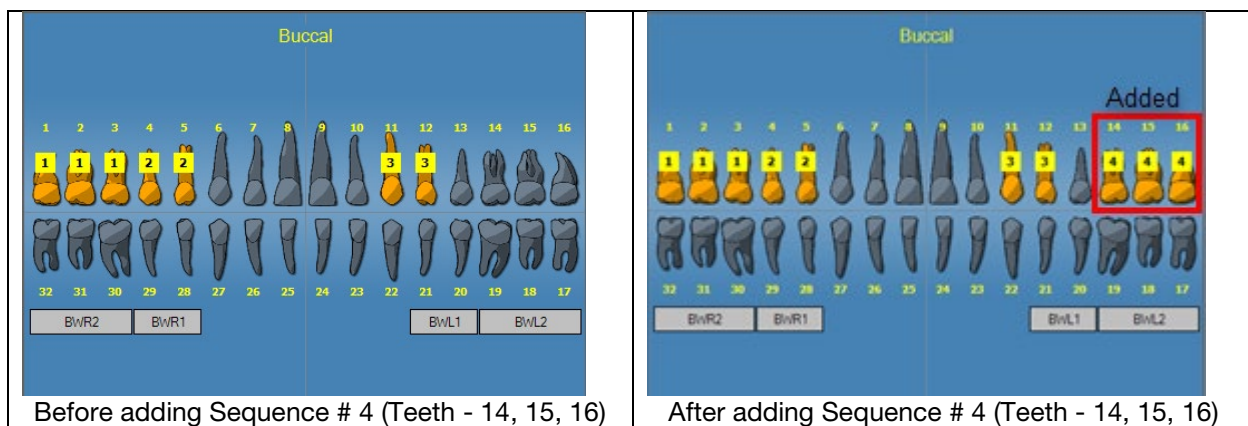 Buccal
1 2 3 4 5 6 7 8 9 10 11 12 13 14 15 16
1 1 1 2 2 3 3
32 31 30 29 28 27 26 25 24 23 22 21 20 19 18 17
BWR2 BWR1 BWL1 BWL2
Before adding Sequence # 4 (Teeth - 14, 15, 16)
Buccal
Added
1 2 3 4 5 6 7 8 9 10 11 12 13 14 15 16
1 1 1 2 2 3 3 4 4 4
32 31 30 29 28 27 26 25 24 23 22 21 20 19 18 17
BWR2 BWR1 BWL1 BWL2
After adding Sequence # 4 (Teeth - 14, 15, 16)